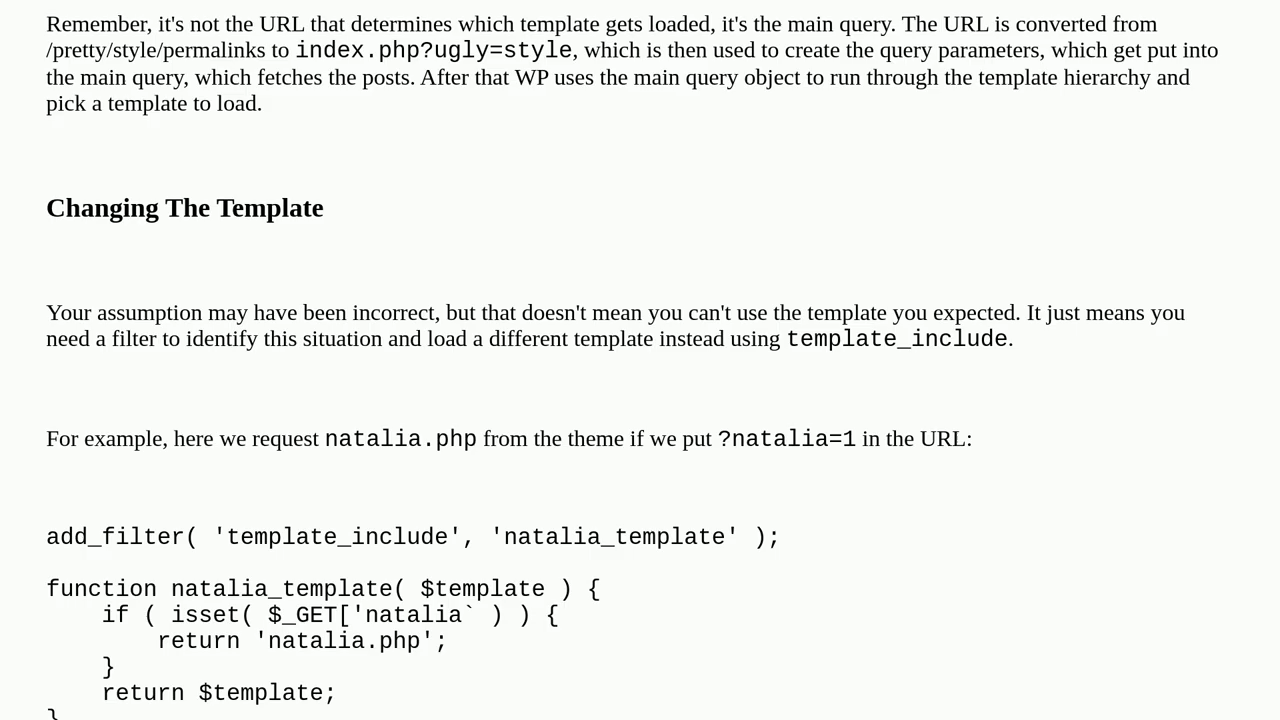 Remember, it's not the URL that determines which template gets loaded, it's the main query. The URL is converted from
/pretty/style/permalinks to index.php?ugly=style, which is then used to create the query parameters, which get put into
the main query, which fetches the posts. After that WP uses the main query object to run through the template hierarchy and
pick a template to load.
Changing The Template
Your assumption may have been incorrect, but that doesn't mean you can't use the template you expected. It just means you
need a filter to identify this situation and load a different template instead using template_include.
For example, here we request natalia.php from the theme if we put ?natalia=1 in the URL:
add_filter( 'template_include', 'natalia_template' );
function natalia_template( $template ) {
    if ( isset( $_GET['natalia` ) ) {
        return 'natalia.php';
    }
    return $template;
}